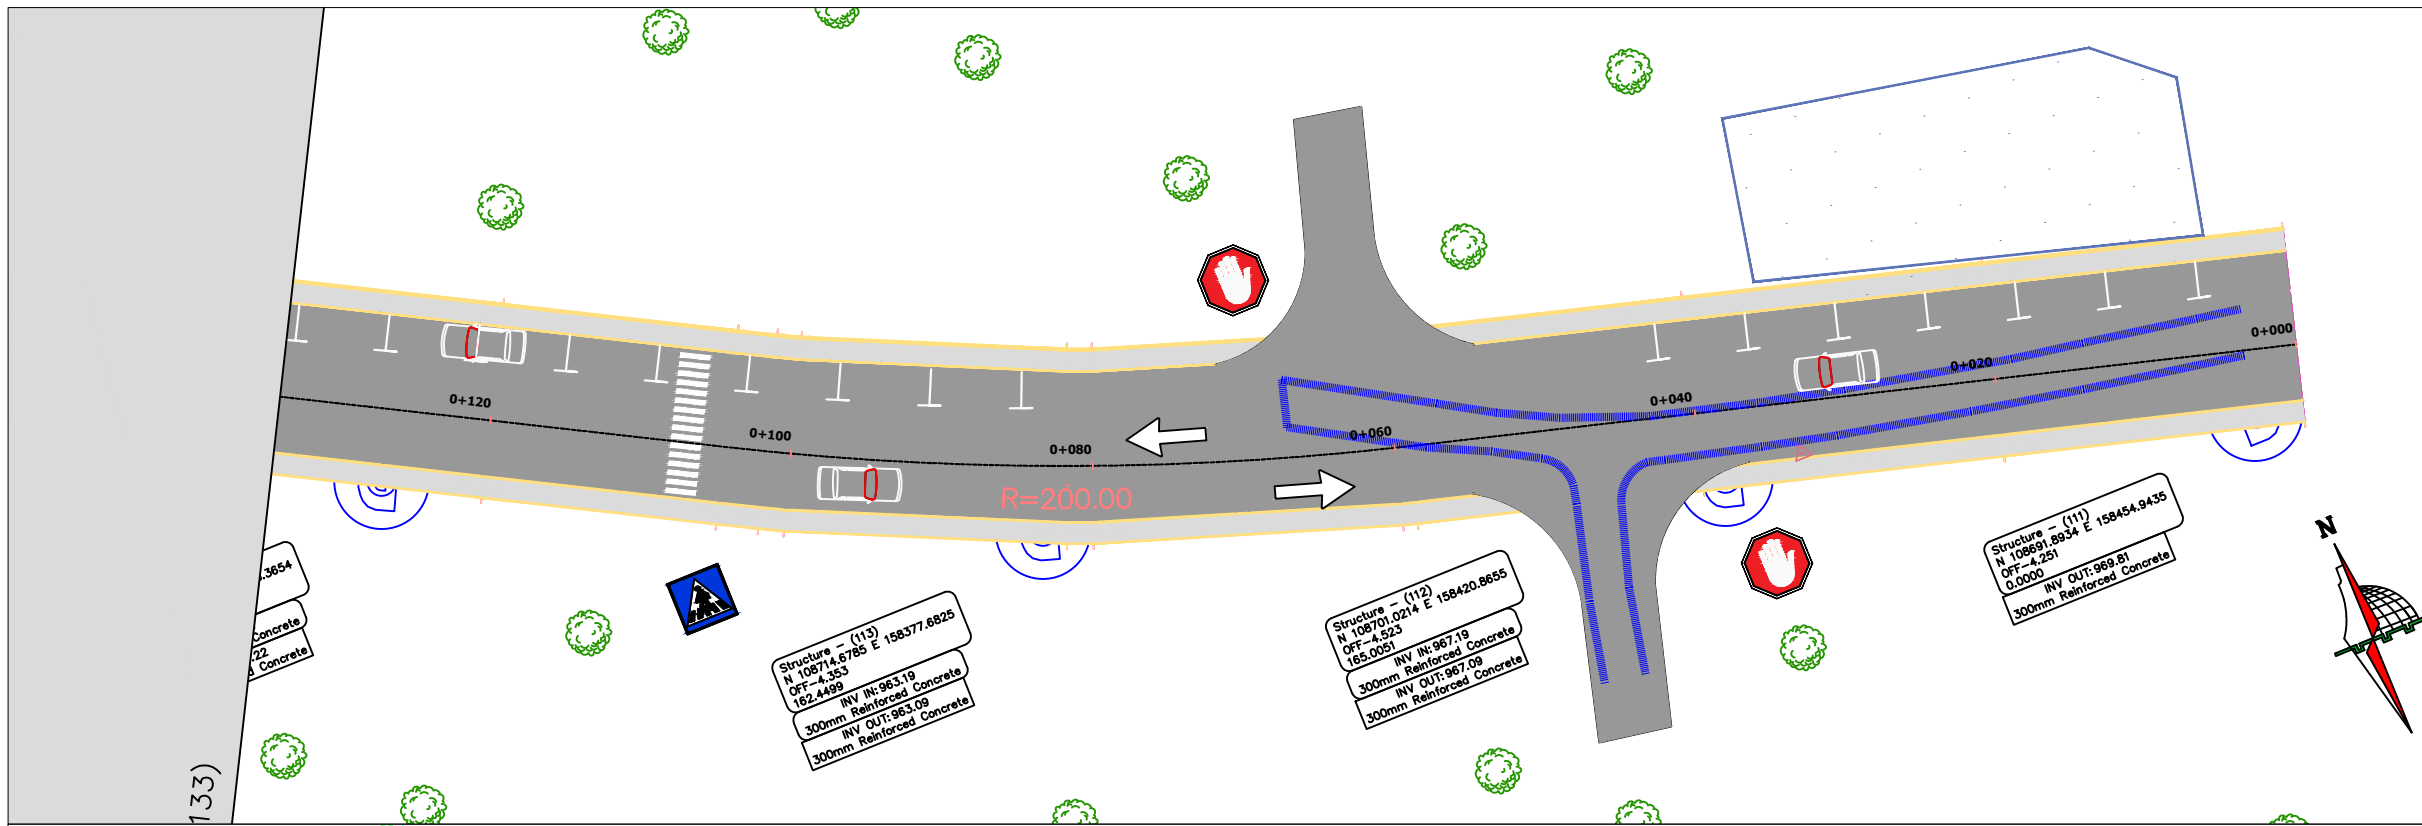 0+120
0+100
0+080
0+060
0+040
0+020
0+000
R=200.00
N
.3654
Concrete
.22
Concrete
Structure - (113)
N 108714.6785 E 158377.6825
OFF-4.353
162.4499
INV IN:963.19
300mm Reinforced Concrete
INV OUT:963.09
300mm Reinforced Concrete
Structure - (112)
N 108701.0214 E 158420.8655
OFF-4.523
165.0051
INV IN:967.19
300mm Reinforced Concrete
INV OUT:967.09
300mm Reinforced Concrete
Structure - (111)
N 108691.8934 E 158454.9435
OFF-4.251
0.0000
INV OUT:969.81
300mm Reinforced Concrete
133)